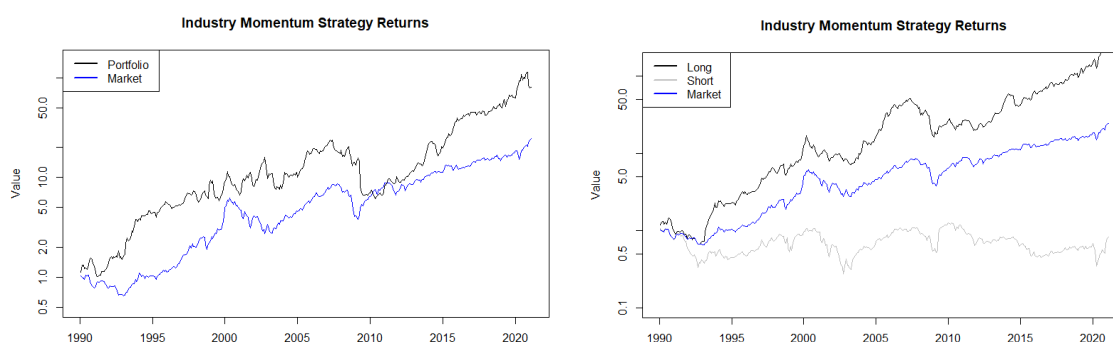 Industry Momentum Strategy Returns
Portfolio
Market
Value
50.0
10.0
5.0
2.0
1.0
0.5
1990 1995 2000 2005 2010 2015 2020
Industry Momentum Strategy Returns
Long
Short
Market
Value
50.0
5.0
0.5
0.1
1990 1995 2000 2005 2010 2015 2020